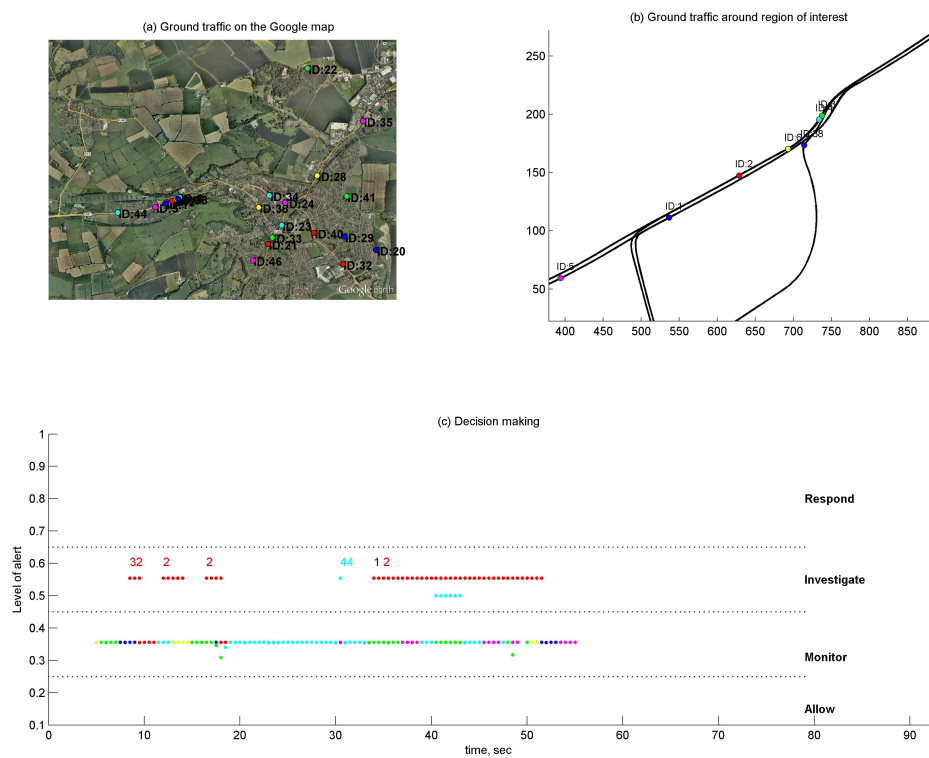 (a) Ground traffic on the Google map
(b) Ground traffic around region of interest
ID:22
ID:35
ID:28
ID:41
ID:34
ID:24
ID:36
ID:44
ID:23
ID:40
ID:29
ID:33
ID:21
ID:20
ID:46
ID:32
Google earth
250
200
150
100
50
ID:38
ID:2
ID:1
ID:5
400 450 500 550 600 650 700 750 800 850
(c) Decision making
Level of alert
1
0.9
0.8
0.7
0.6
0.5
0.4
0.3
0.2
0.1
32 2 2 44 1 2
Respond
Investigate
Monitor
Allow
0 10 20 30 40 50 60 70 80 90
time, sec